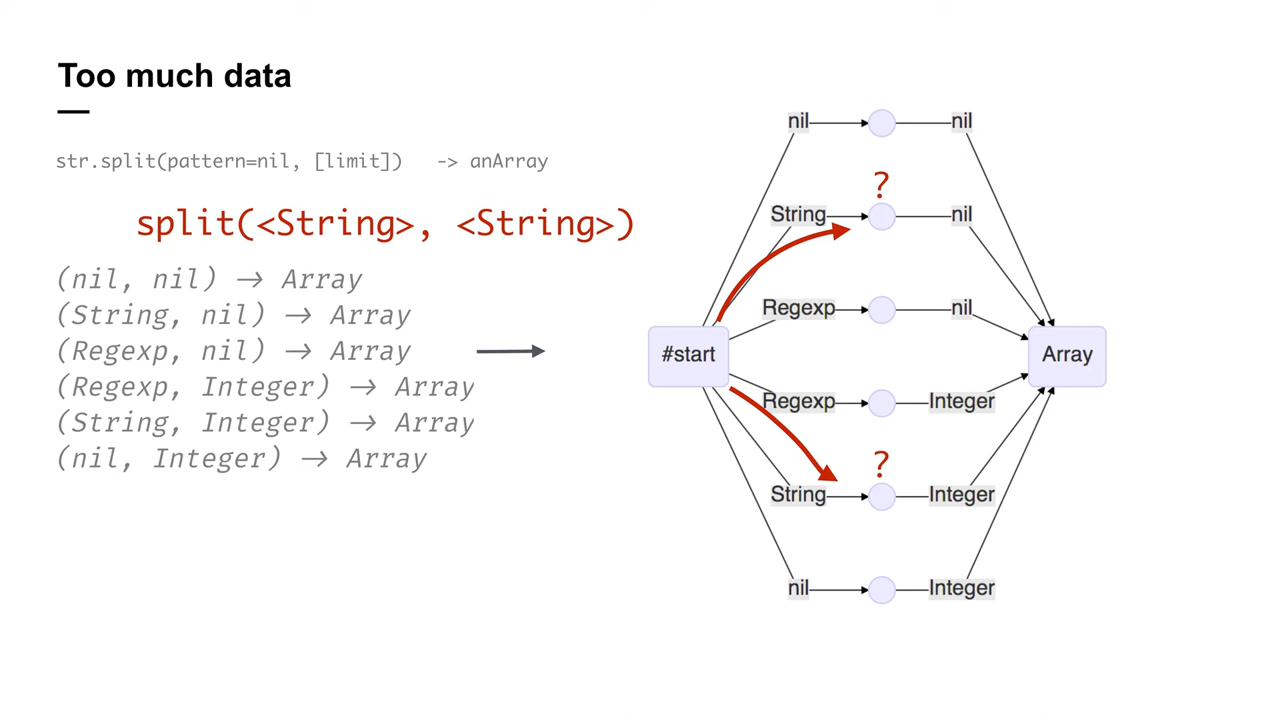 Too much data
str.split(pattern=nil, [limit]) -> anArray
split(<String>, <String>)
(nil, nil) → Array
(String, nil) → Array
(Regexp, nil) → Array
(Regexp, Integer) → Array
(String, Integer) → Array
(nil, Integer) → Array
nil nil
?
String nil
Regexp nil
#start Array
Regexp Integer
?
String Integer
nil Integer